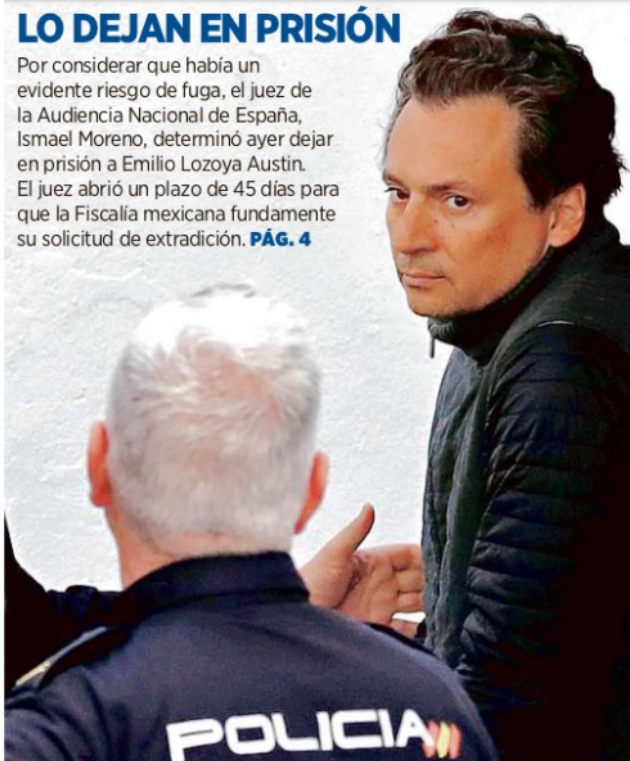 LO DEJAN EN PRISIÓN
Por considerar que había un
evidente riesgo de fuga, el juez de
la Audiencia Nacional de España,
Ismael Moreno, determinó ayer dejar
en prisión a Emilio Lozoya Austin.
El juez abrió un plazo de 45 días para
que la Fiscalía mexicana fundamente
su solicitud de extradición. PÁG. 4
POLICIA